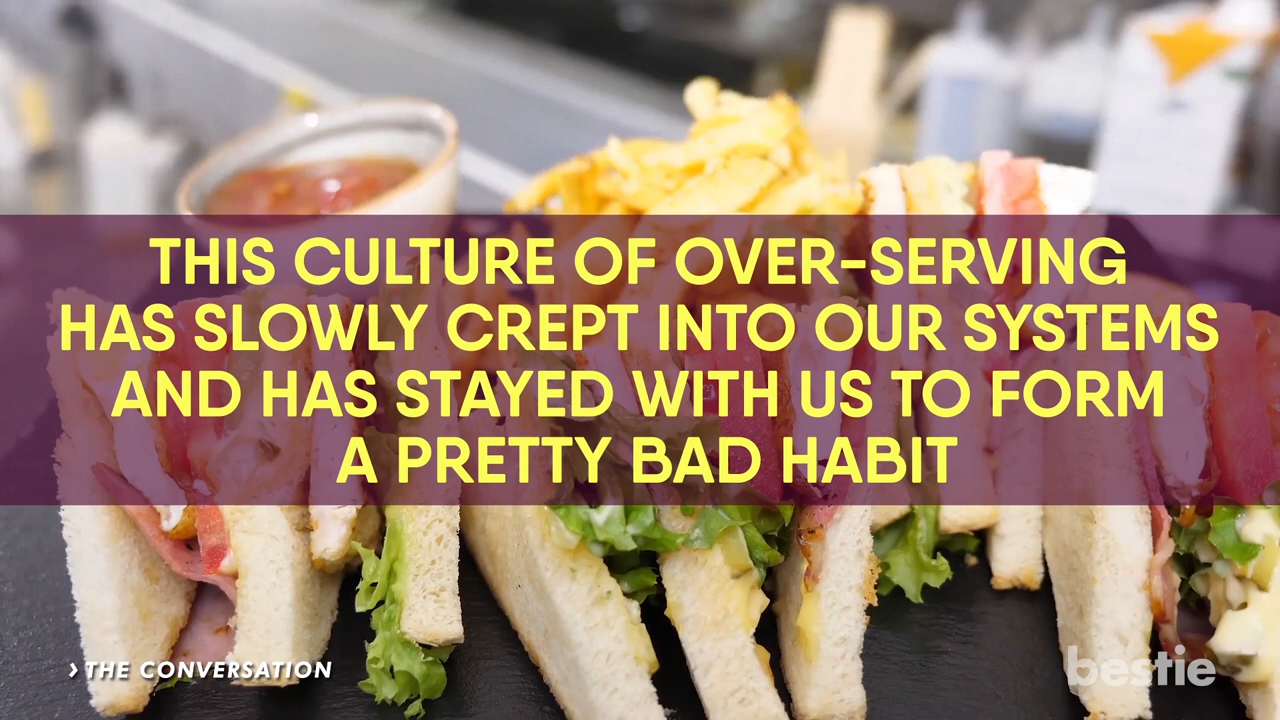 THIS CULTURE OF OVER-SERVING
HAS SLOWLY CREPT INTO OUR SYSTEMS
AND HAS STAYED WITH US TO FORM
A PRETTY BAD HABIT
› THE CONVERSATION
bestie